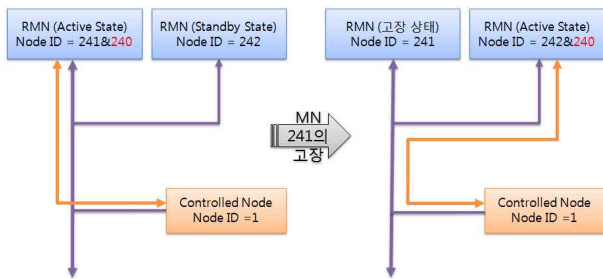 RMN (Active State)
Node ID = 241&240
RMN (Standby State)
Node ID = 242
Controlled Node
Node ID =1
MN
241의
고장
RMN (고장 상태)
Node ID = 241
RMN (Active State)
Node ID = 242&240
Controlled Node
Node ID =1